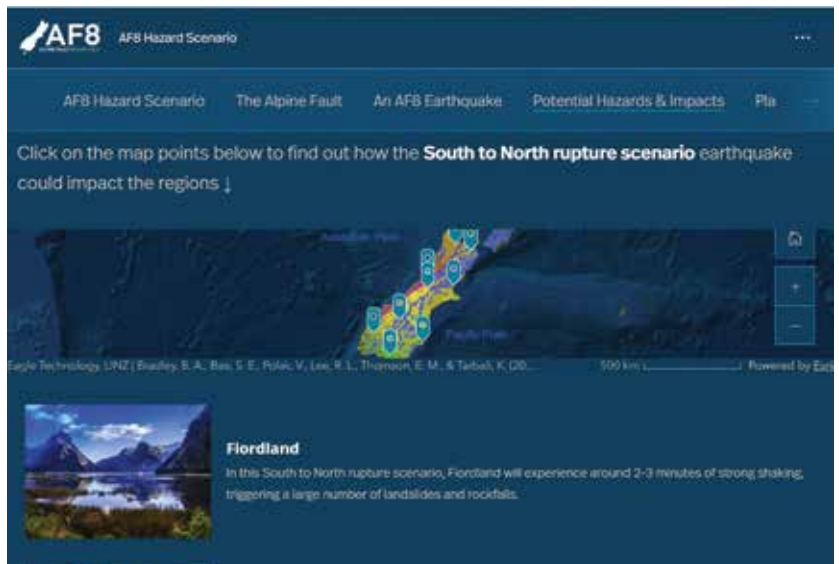 AF8
AF8 Hazard Scenario
...
AF8 Hazard Scenario The Alpine Fault An AF8 Earthquake Potential Hazards & Impacts Pla
Click on the map points below to find out how the South to North rupture scenario earthquake
could impact the regions ↓
+
−
Eagle Technology, LINZ | Bradley, B. A., Bae, S. E., Polak, V., Lee, R. L., Thomson, E. M., & Tarbali, K. (20... 500 km Powered by Esri
Fiordland
In this South to North rupture scenario, Fiordland will experience around 2-3 minutes of strong shaking,
triggering a large number of landslides and rockfalls.